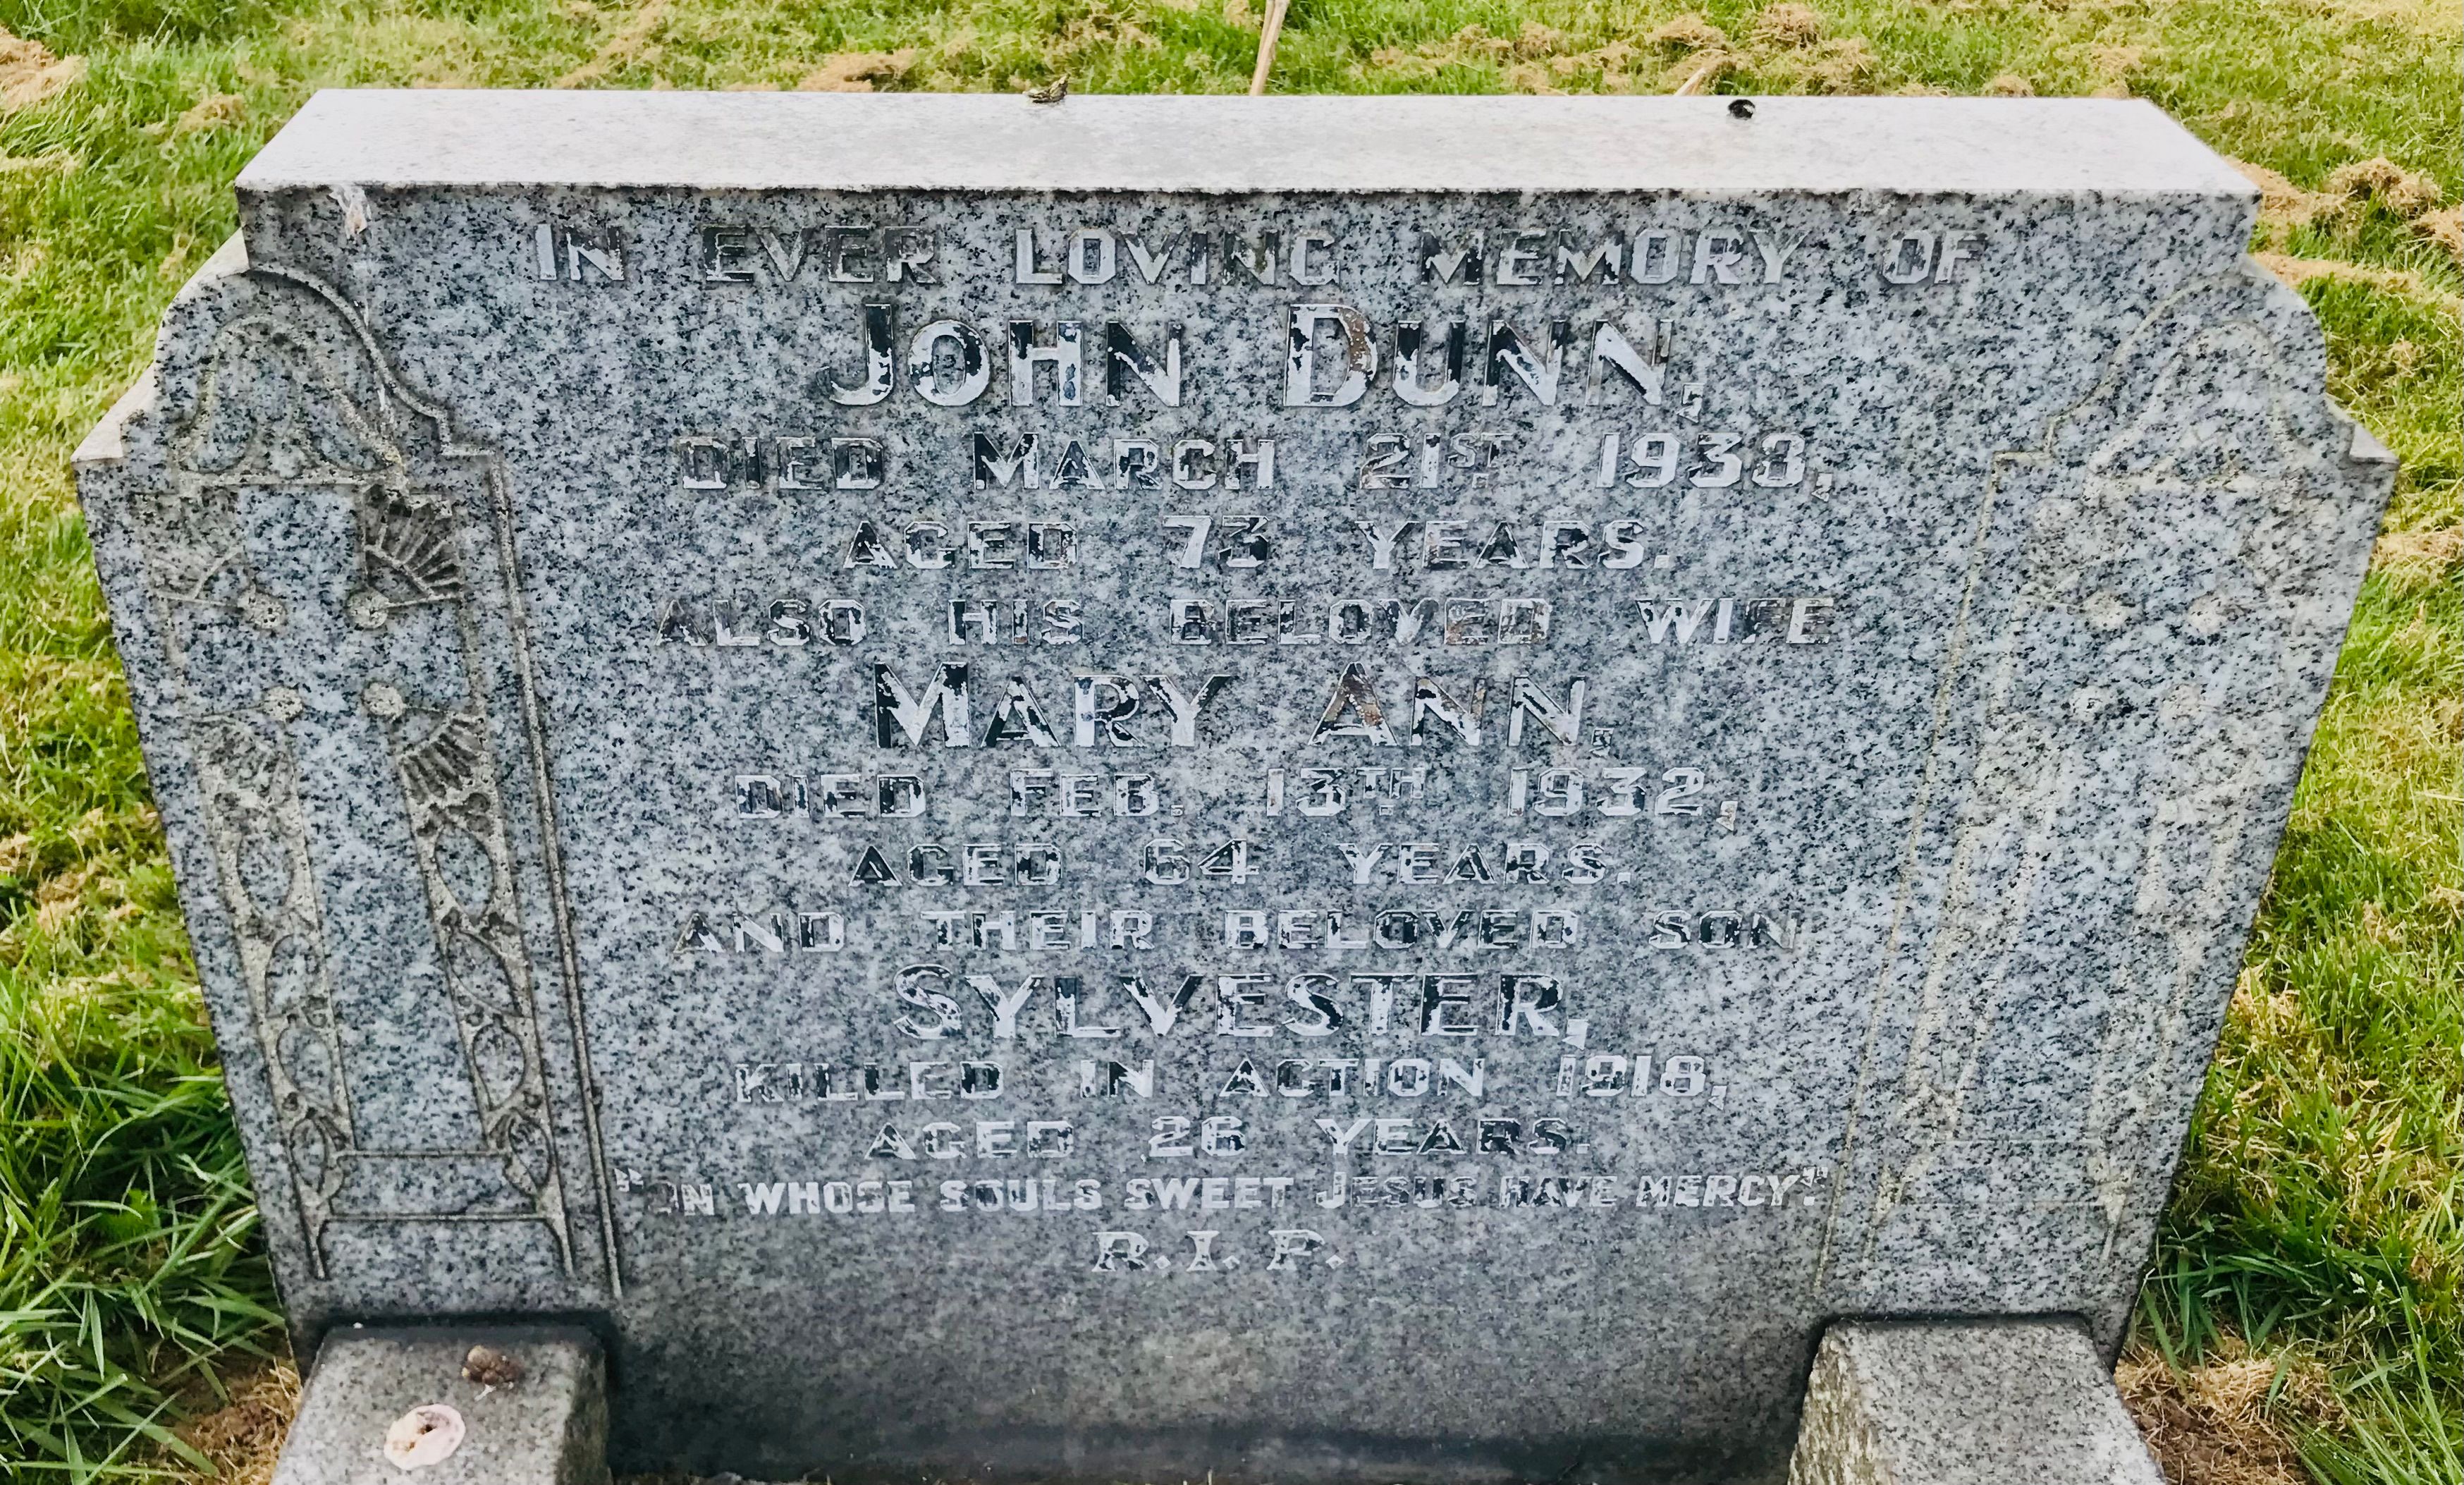 IN EVER LOVING MEMORY OF
JOHN DUNN,
DIED MARCH 21ST 1938,
AGED 73 YEARS.
ALSO HIS BELOVED WIFE
MARY ANN,
DIED FEB. 13TH 1932,
AGED 64 YEARS.
AND THEIR BELOVED SON
SYLVESTER,
KILLED IN ACTION 1918,
AGED 26 YEARS.
"ON WHOSE SOULS SWEET JESUS HAVE MERCY."
R.I.P.